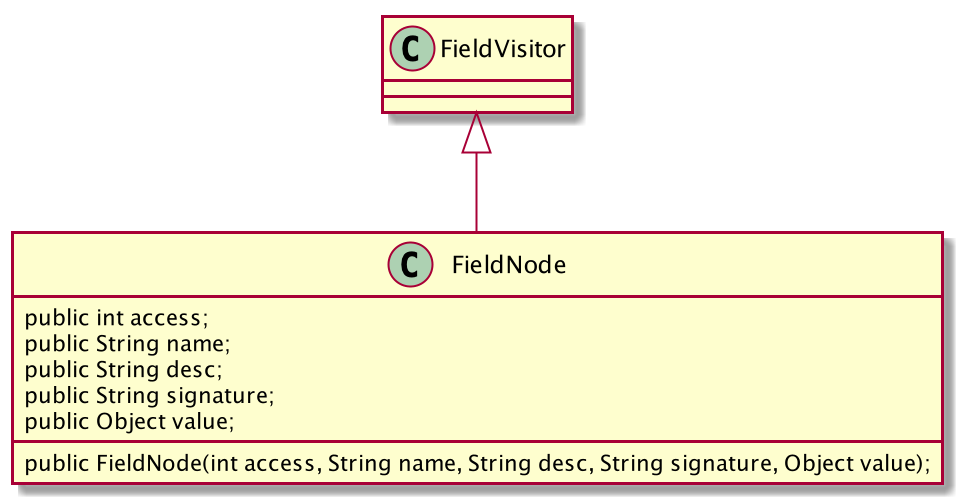 C FieldVisitor
C FieldNode
public int access;
public String name;
public String desc;
public String signature;
public Object value;
public FieldNode(int access, String name, String desc, String signature, Object value);